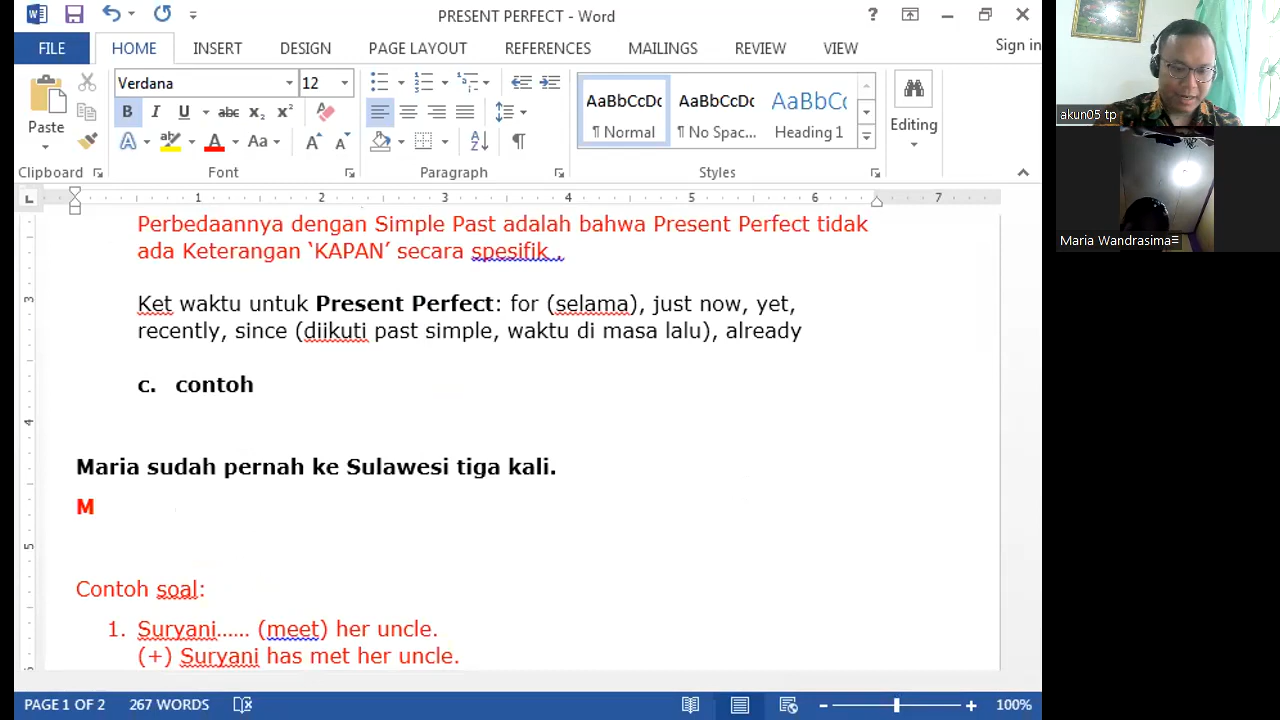 PRESENT PERFECT - Word
FILE HOME INSERT DESIGN PAGE LAYOUT REFERENCES MAILINGS REVIEW VIEW Sign in
Verdana 12
Paste
Clipboard Font Paragraph Styles
AaBbCcDc AaBbCcDc AaBbC
¶ Normal ¶ No Spac... Heading 1
Editing
Perbedaannya dengan Simple Past adalah bahwa Present Perfect tidak
ada Keterangan ‘KAPAN’ secara spesifik .
Ket waktu untuk Present Perfect: for (selama), just now, yet,
recently, since (diikuti past simple, waktu di masa lalu), already
c. contoh
Maria sudah pernah ke Sulawesi tiga kali.
M
Contoh soal:
1. Suryani...... (meet) her uncle.
(+) Suryani has met her uncle.
PAGE 1 OF 2 267 WORDS 100%
akun05 tp
Maria Wandrasima